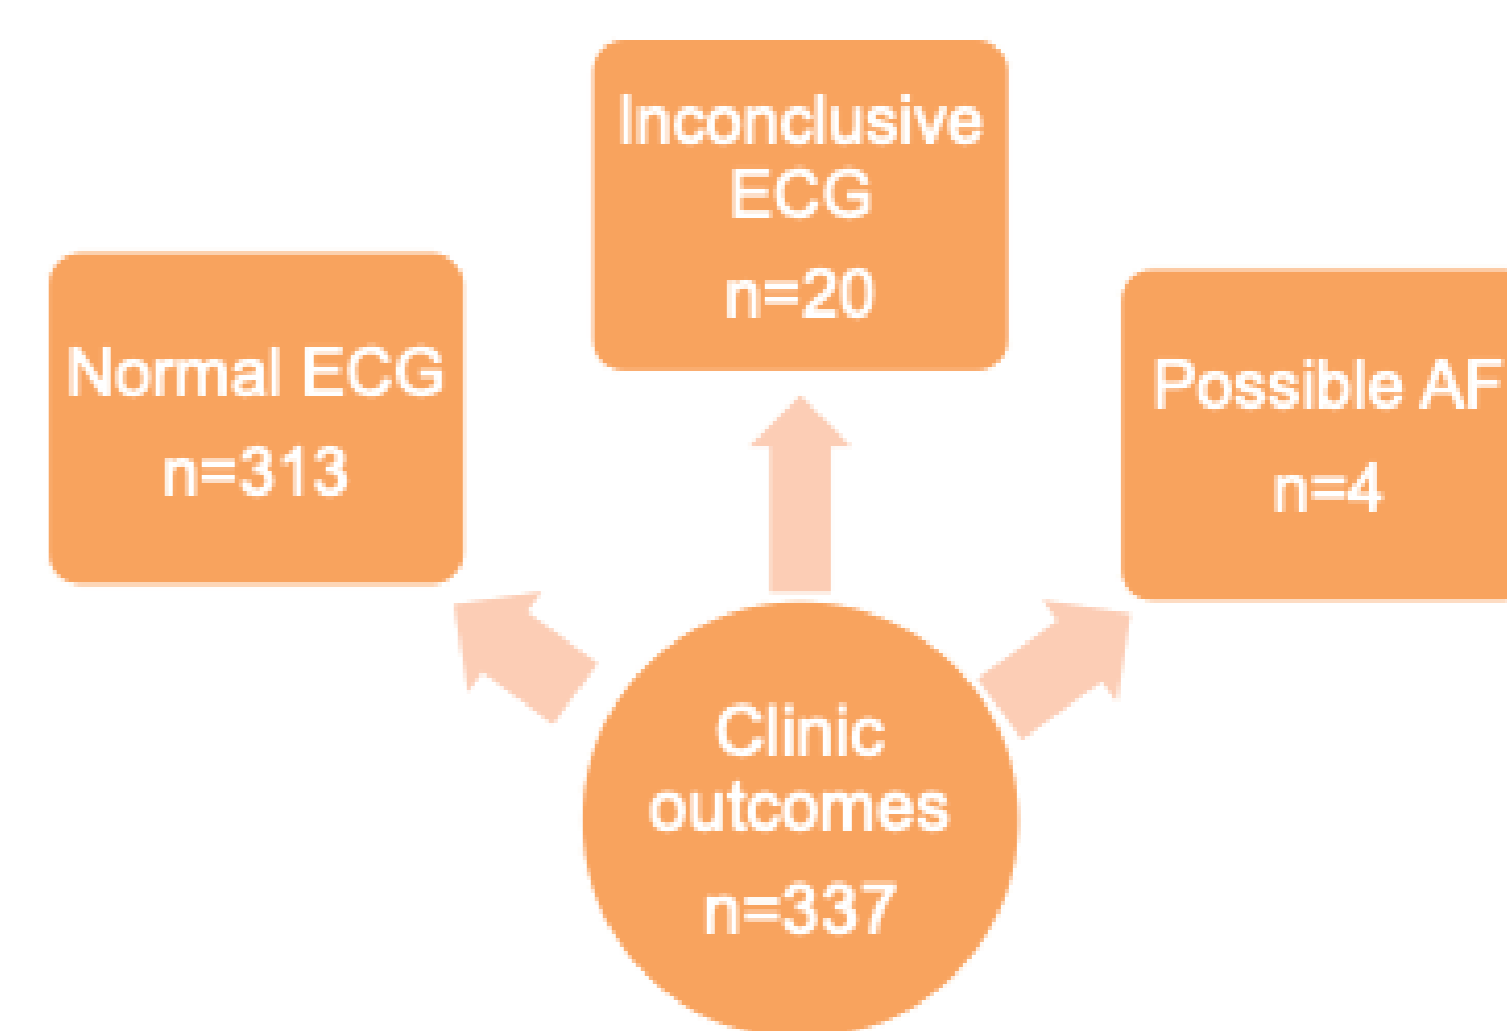 Inconclusive
ECG
n=20
Normal ECG
n=313
Possible AF
n=4
Clinic
outcomes
n=337